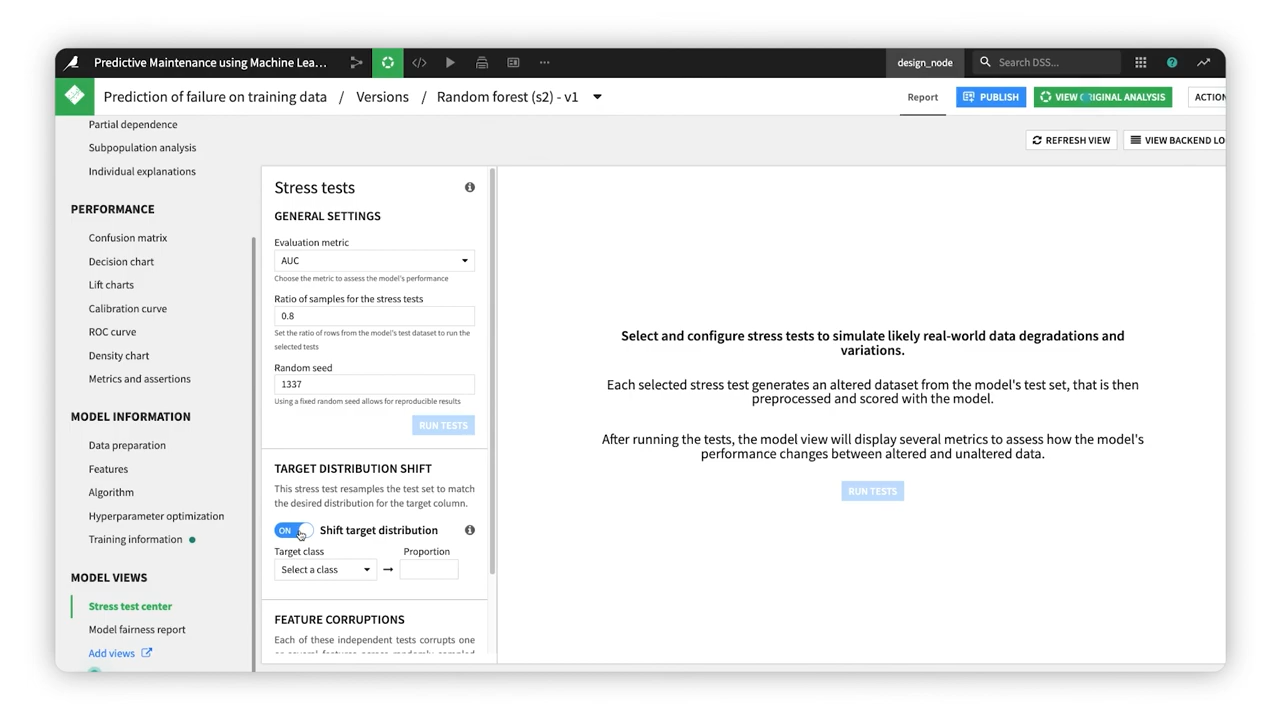 Predictive Maintenance using Machine Lea...
design_node
Search DSS...
Prediction of failure on training data / Versions / Random forest (s2) - v1
Report
PUBLISH
VIEW ORIGINAL ANALYSIS
ACTION
REFRESH VIEW
VIEW BACKEND LO
Partial dependence
Subpopulation analysis
Individual explanations
PERFORMANCE
Confusion matrix
Decision chart
Lift charts
Calibration curve
ROC curve
Density chart
Metrics and assertions
MODEL INFORMATION
Data preparation
Features
Algorithm
Hyperparameter optimization
Training information
MODEL VIEWS
Stress test center
Model fairness report
Add views
Stress tests
GENERAL SETTINGS
Evaluation metric
AUC
Choose the metric to assess the model's performance
Ratio of samples for the stress tests
0.8
Set the ratio of rows from the model's test dataset to run the
selected tests
Random seed
1337
Using a fixed random seed allows for reproducible results
RUN TESTS
TARGET DISTRIBUTION SHIFT
This stress test resamples the test set to match
the desired distribution for the target column.
ON Shift target distribution
Target class Proportion
Select a class
FEATURE CORRUPTIONS
Each of these independent tests corrupts one
or several features across randomly sampled
Select and configure stress tests to simulate likely real-world data degradations and
variations.
Each selected stress test generates an altered dataset from the model's test set, that is then
preprocessed and scored with the model.
After running the tests, the model view will display several metrics to assess how the model's
performance changes between altered and unaltered data.
RUN TESTS